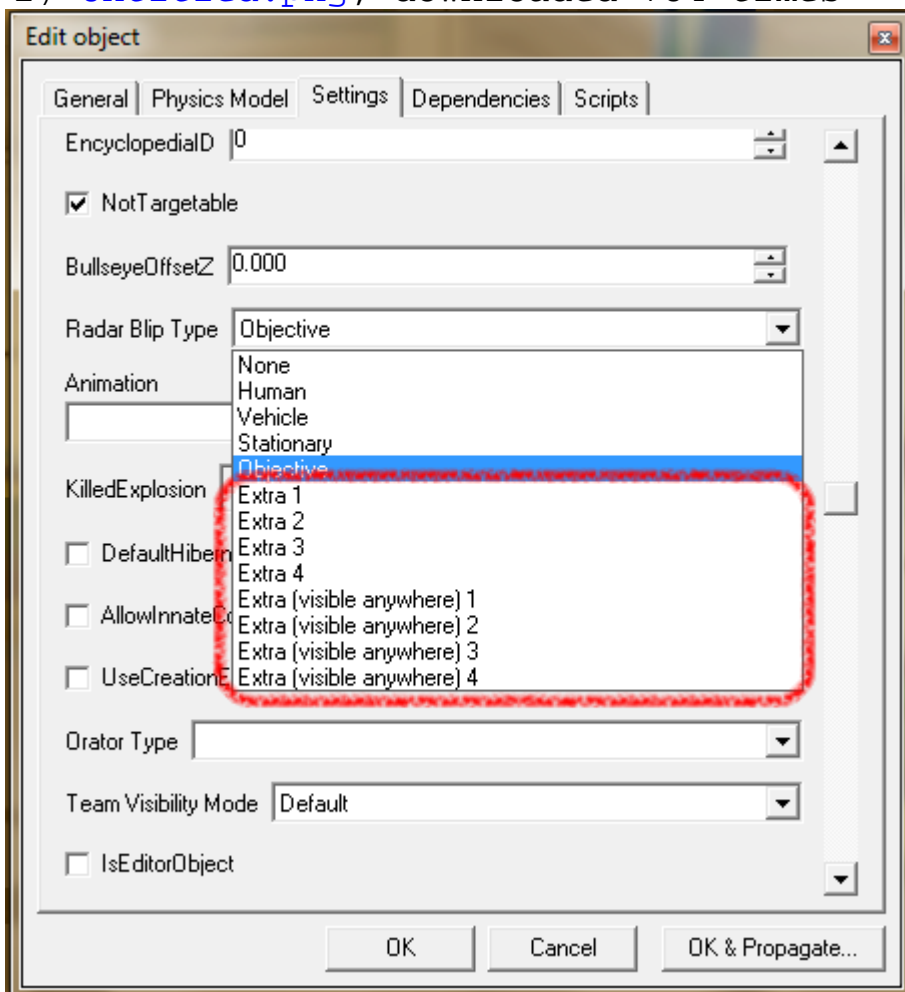 Edit object
General Physics Model Settings Dependencies Scripts
EncyclopediaID 0
NotTargetable
BullseyeOffsetZ 0.000
Radar Blip Type Objective
None
Animation
Human
Vehicle
Stationary
Objective
KilledExplosion
Extra 1
Extra 2
Extra 3
DefaultHibern
Extra 4
Extra (visible anywhere) 1
AllowInnateCo
Extra (visible anywhere) 2
Extra (visible anywhere) 3
UseCreationE
Extra (visible anywhere) 4
Orator Type
Team Visibility Mode Default
IsEditorObject
OK Cancel OK & Propagate...